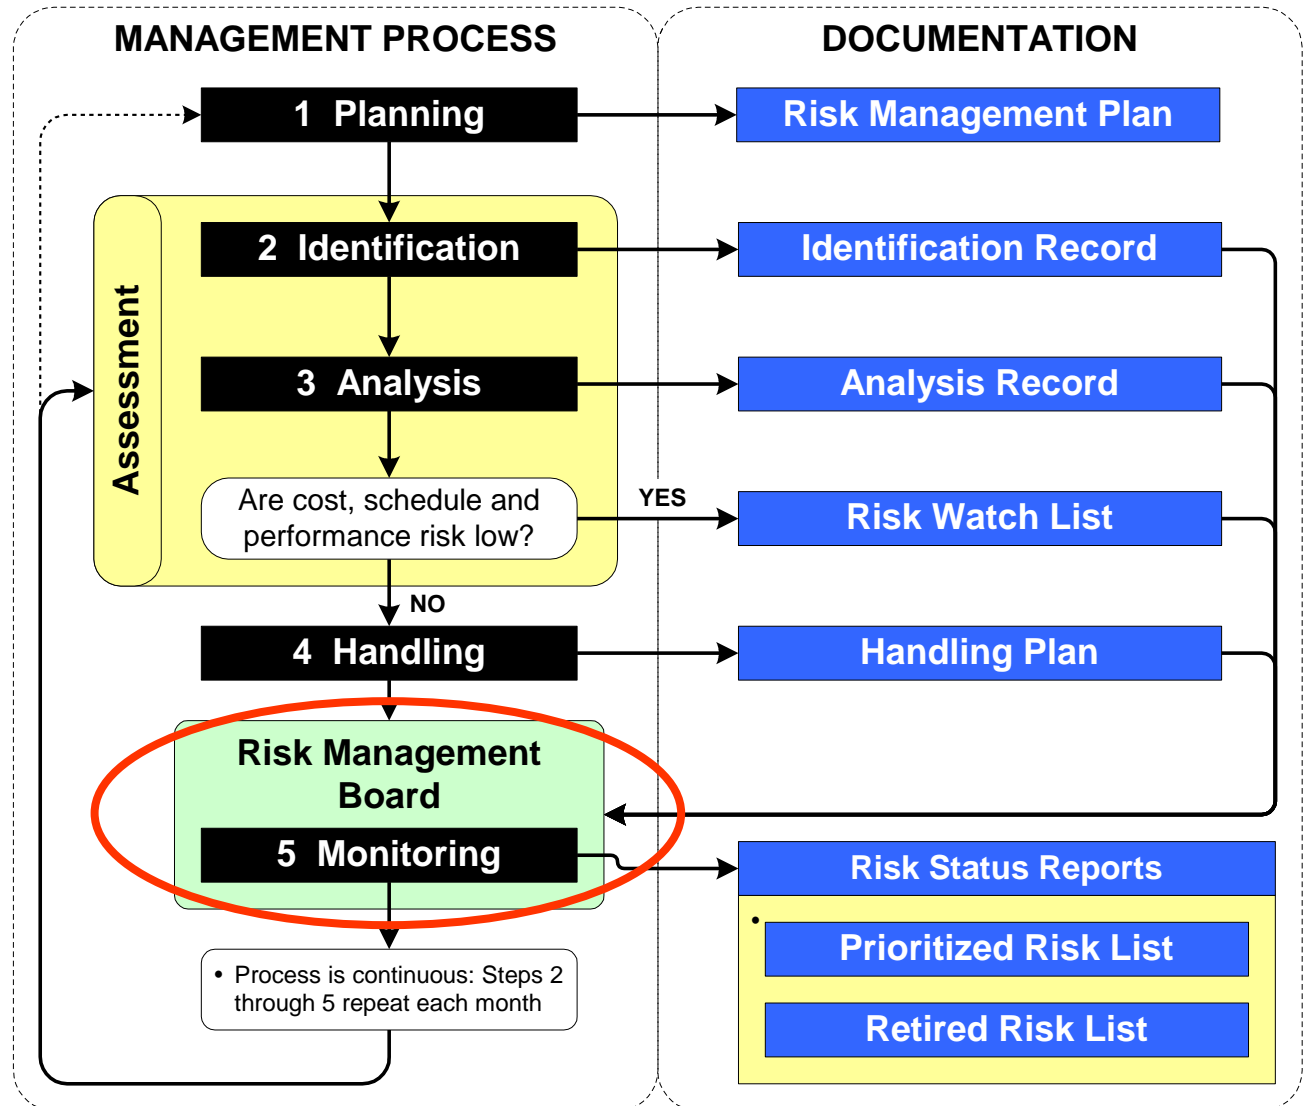 MANAGEMENT PROCESS
DOCUMENTATION
1 Planning
Risk Management Plan
2 Identification
Identification Record
Assessment
3 Analysis
Analysis Record
Are cost, schedule and
performance risk low?
YES
Risk Watch List
NO
4 Handling
Handling Plan
Risk Management
Board
5 Monitoring
Risk Status Reports
•
Prioritized Risk List
Retired Risk List
• Process is continuous: Steps 2
through 5 repeat each month